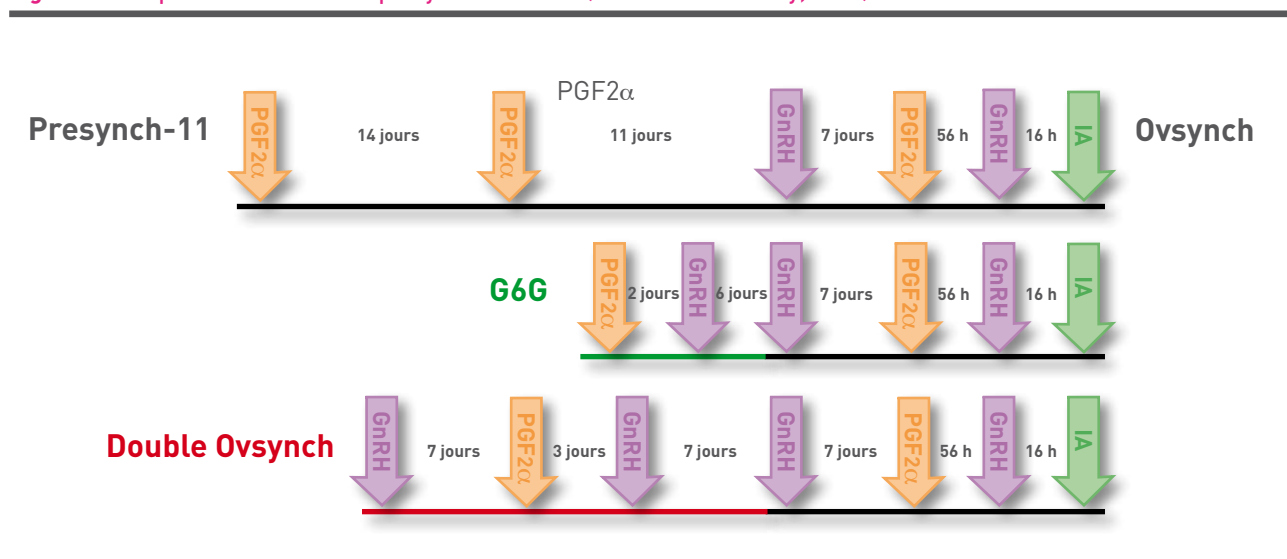 PGF2α
Presynch-11 PGF2α 14 jours PGF2α 11 jours GnRH 7 jours PGF2α 56 h GnRH 16 h IA Ovsynch
G6G PGF2α 2 jours GnRH 6 jours GnRH 7 jours PGF2α 56 h GnRH 16 h IA
Double Ovsynch GnRH 7 jours PGF2α 3 jours GnRH 7 jours GnRH 7 jours PGF2α 56 h GnRH 16 h IA